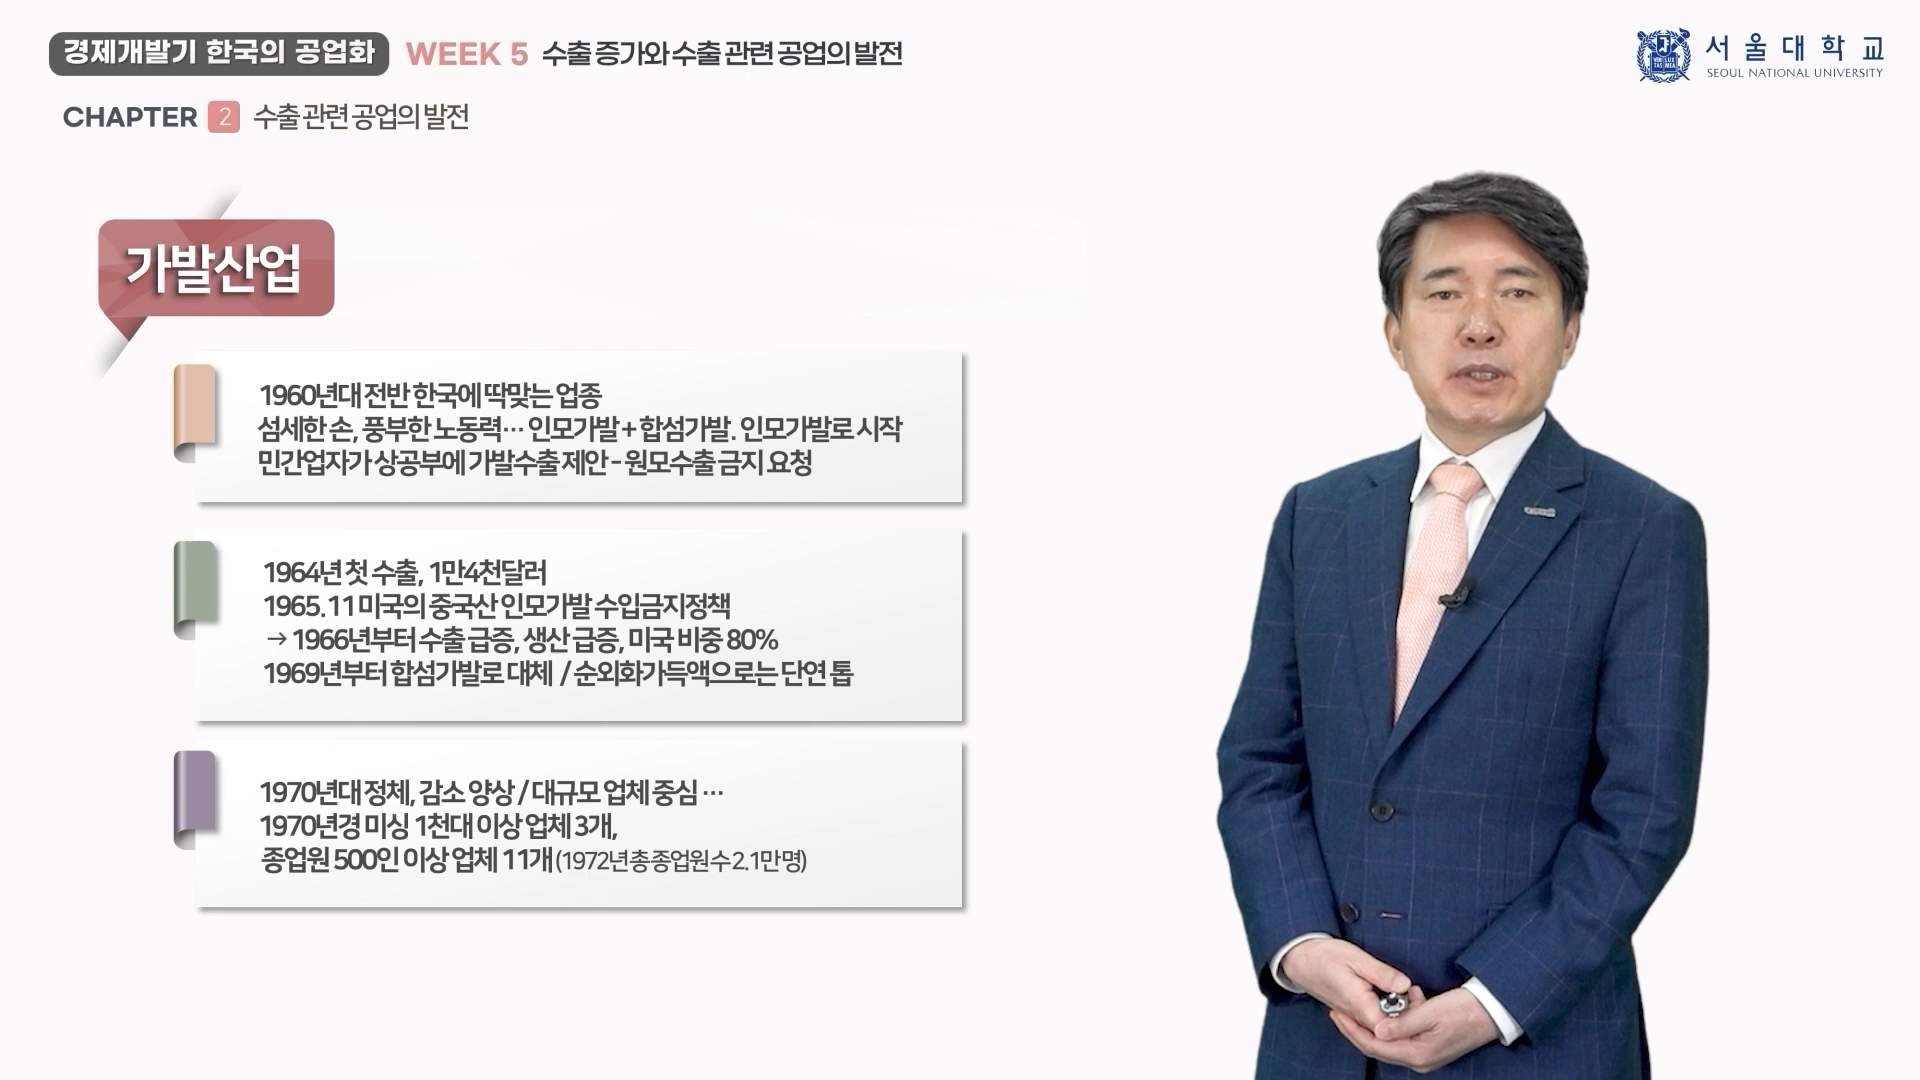 경제개발기 한국의 공업화 WEEK 5 수출 증가와 수출 관련 공업의 발전
서울대학교
SEOUL NATIONAL UNIVERSITY
CHAPTER 2 수출 관련 공업의 발전
가발산업
1960년대 전반 한국에 딱맞는 업종
섬세한 손, 풍부한 노동력… 인모가발 + 합섬가발. 인모가발로 시작
민간업자가 상공부에 가발수출 제안 - 원모수출 금지 요청
1964년 첫 수출, 1만4천달러
1965.11 미국의 중국산 인모가발 수입금지정책
→ 1966년부터 수출 급증, 생산 급증, 미국 비중 80%
1969년부터 합섬가발로 대체 / 순외화가득액으로는 단연 톱
1970년대 정체, 감소 양상 / 대규모 업체 중심 …
1970년경 미싱 1천대 이상 업체 3개,
종업원 500인 이상 업체 11개 (1972년 총 종업원수 2.1만 명)